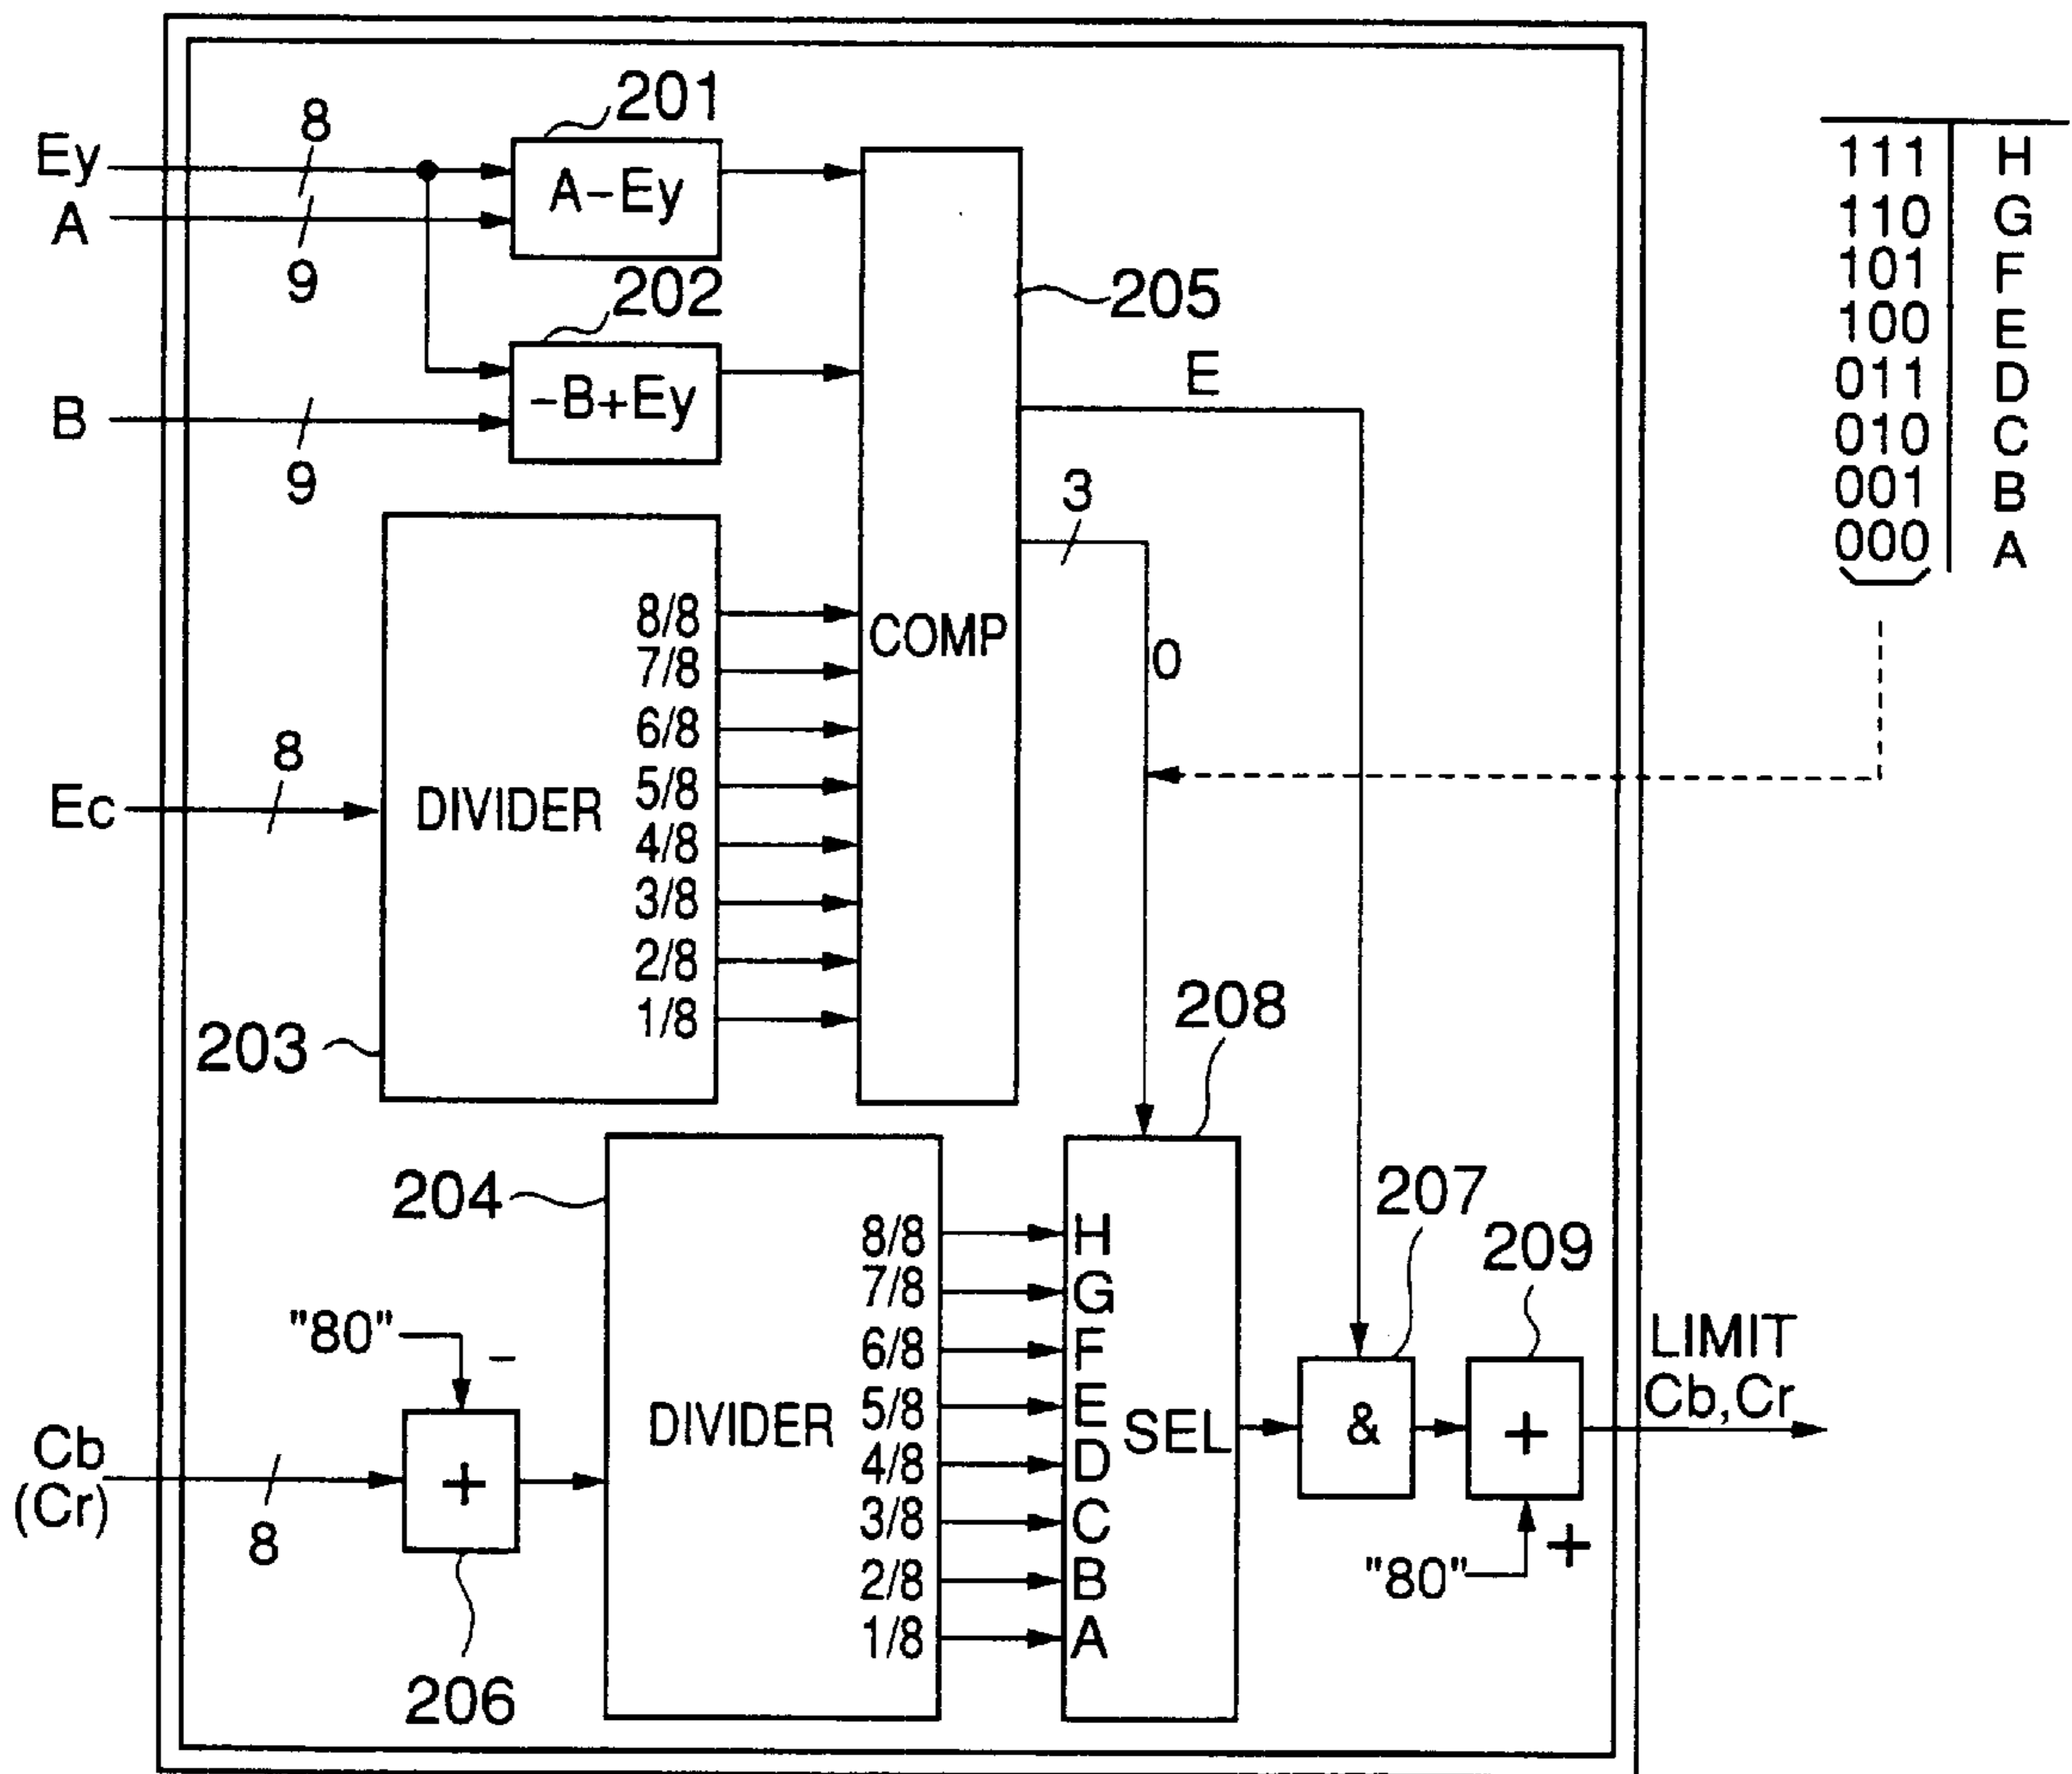 201
8
Ey
A
9
A-Ey
202
B
9
-B+Ey
205
E
3
0
COMP
111 H
110 G
101 F
100 E
011 D
010 C
001 B
000 A
8/8
7/8
6/8
5/8
4/8
3/8
2/8
1/8
Ec
8
DIVIDER
203
208
204
207
209
8/8 H
7/8 G
6/8 F
5/8 E
4/8 D
3/8 C
2/8 B
1/8 A
DIVIDER
SEL
"80"
-
Cb
(Cr)
8
+
206
&
+
LIMIT
Cb,Cr
"80"
+